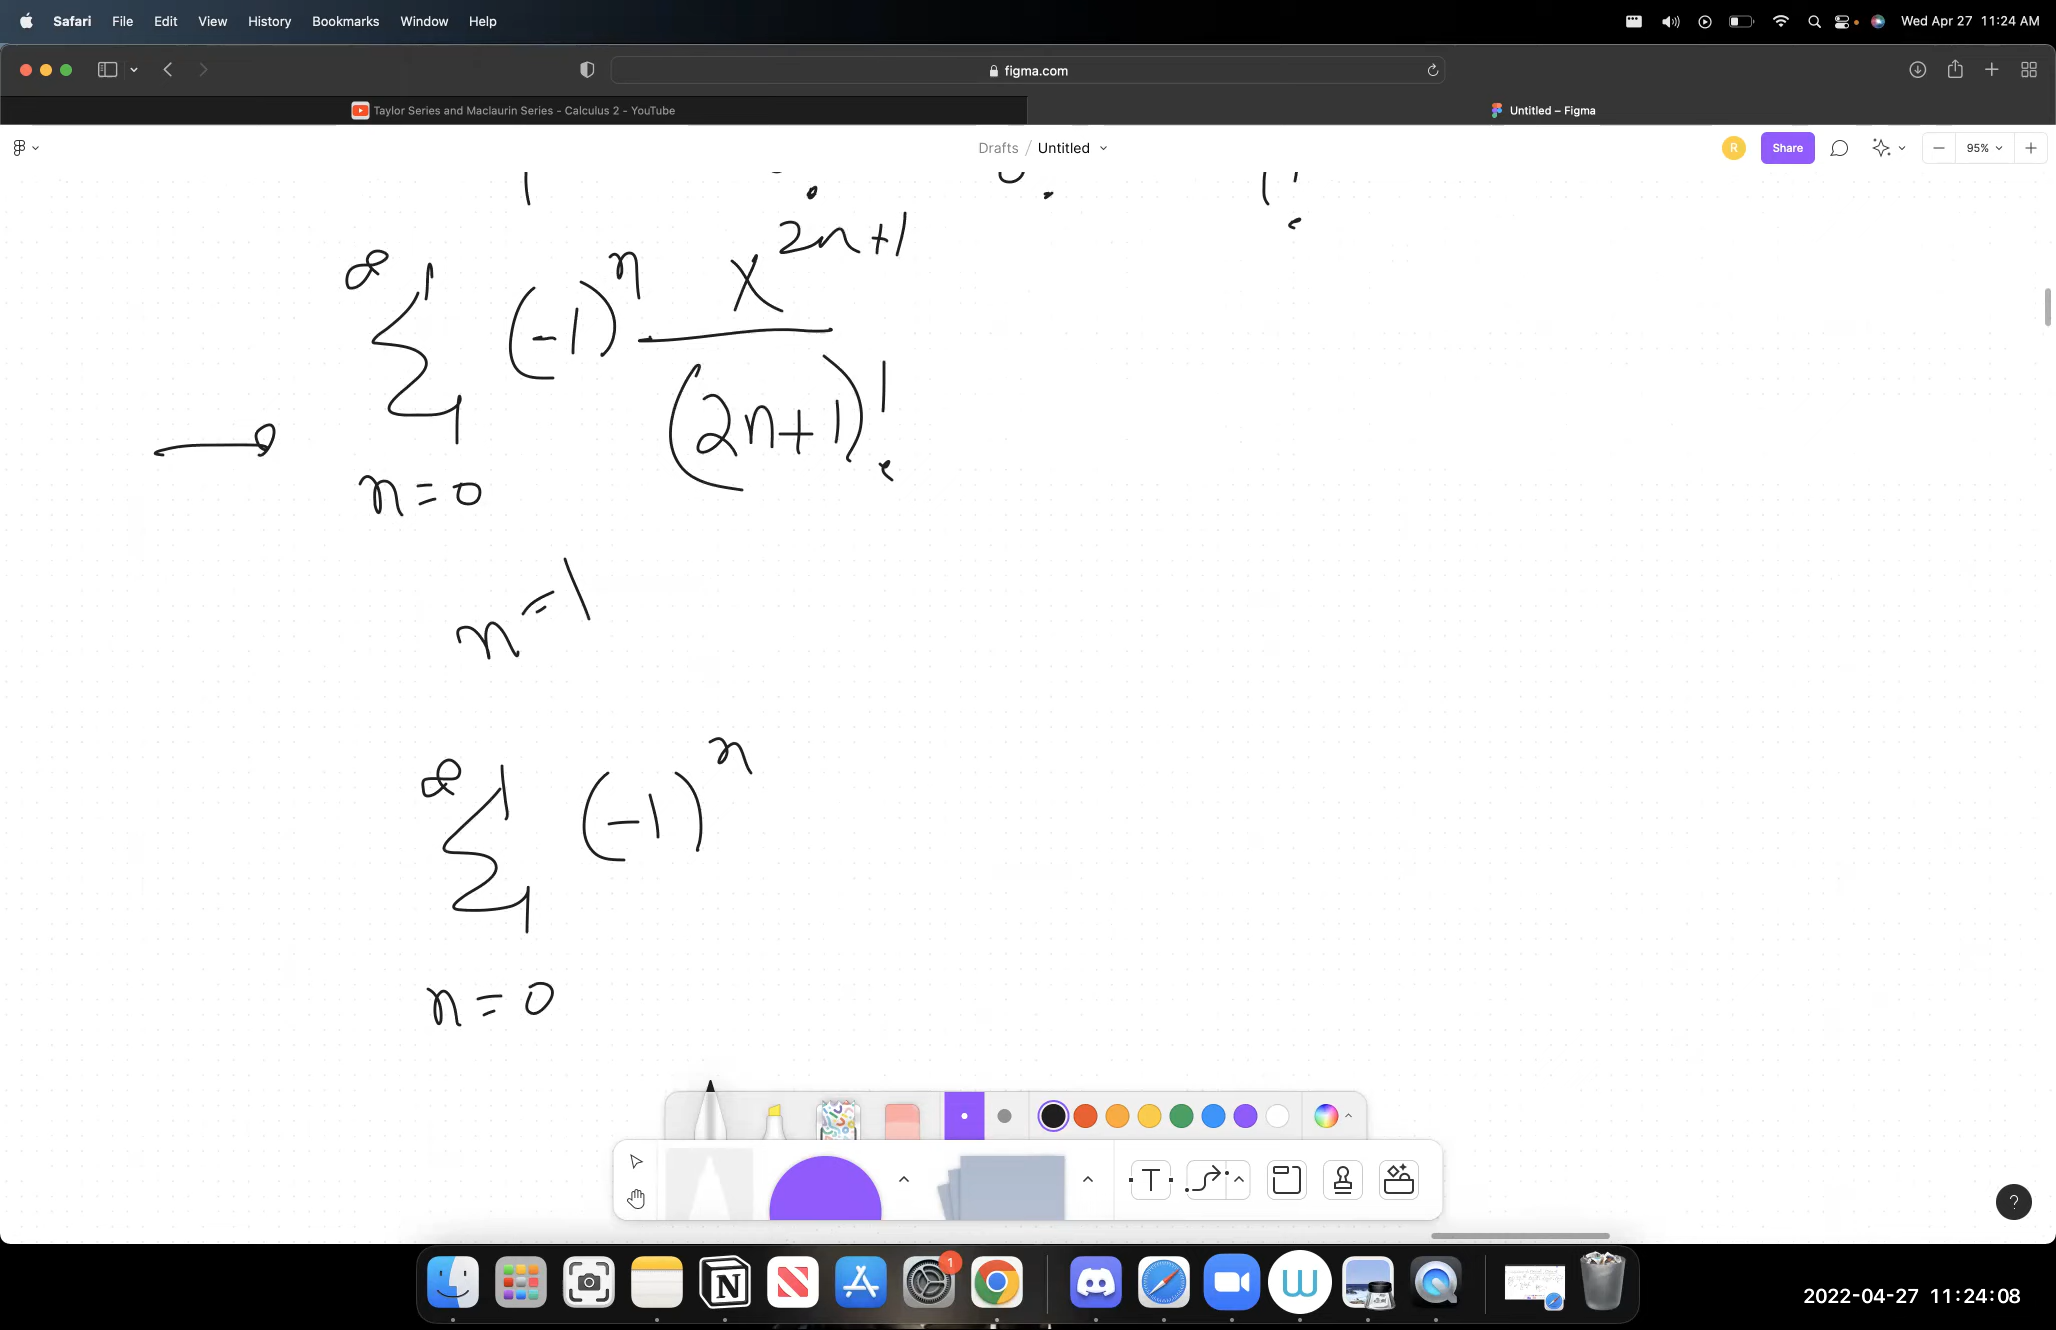 Safari File Edit View History Bookmarks Window Help Wed Apr 27 11:24 AM
figma.com
Taylor Series and Maclaurin Series - Calculus 2 - YouTube Untitled – Figma
Drafts / Untitled R Share 95%
∞ ∑ n=0 (-1)^n x^{2n+1} / (2n+1)!
n=1
∞ ∑ n=0 (-1)^n
T
?
1
N
W
2022-04-27 11:24:08